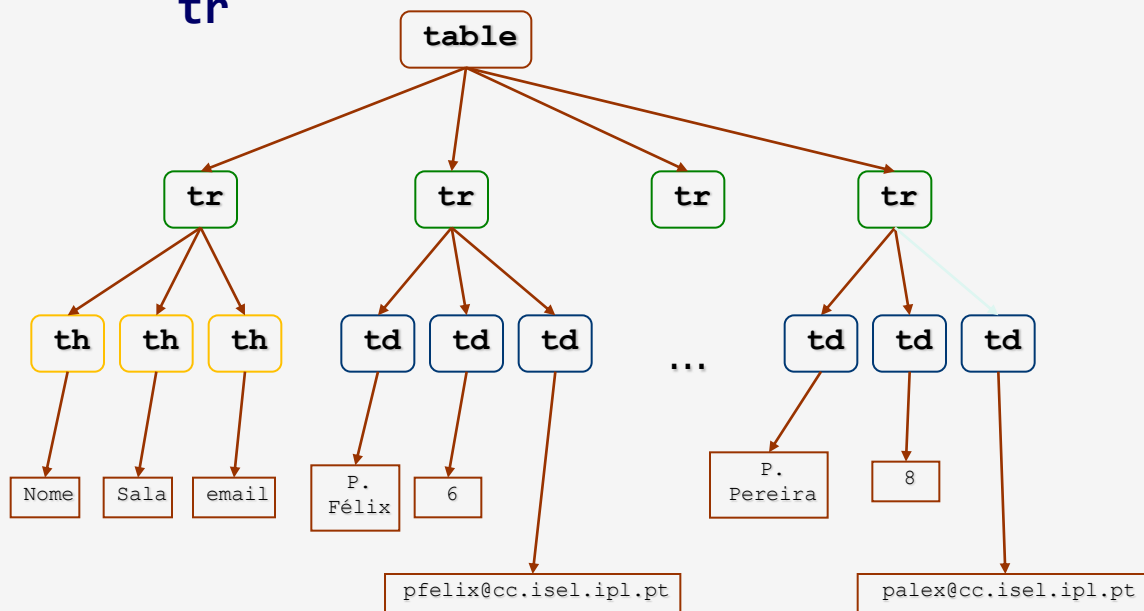 tr
table
tr tr tr tr
th th th td td td ... td td td
Nome Sala email P.
Félix 6 P.
Pereira 8
pfelix@cc.isel.ipl.pt palex@cc.isel.ipl.pt